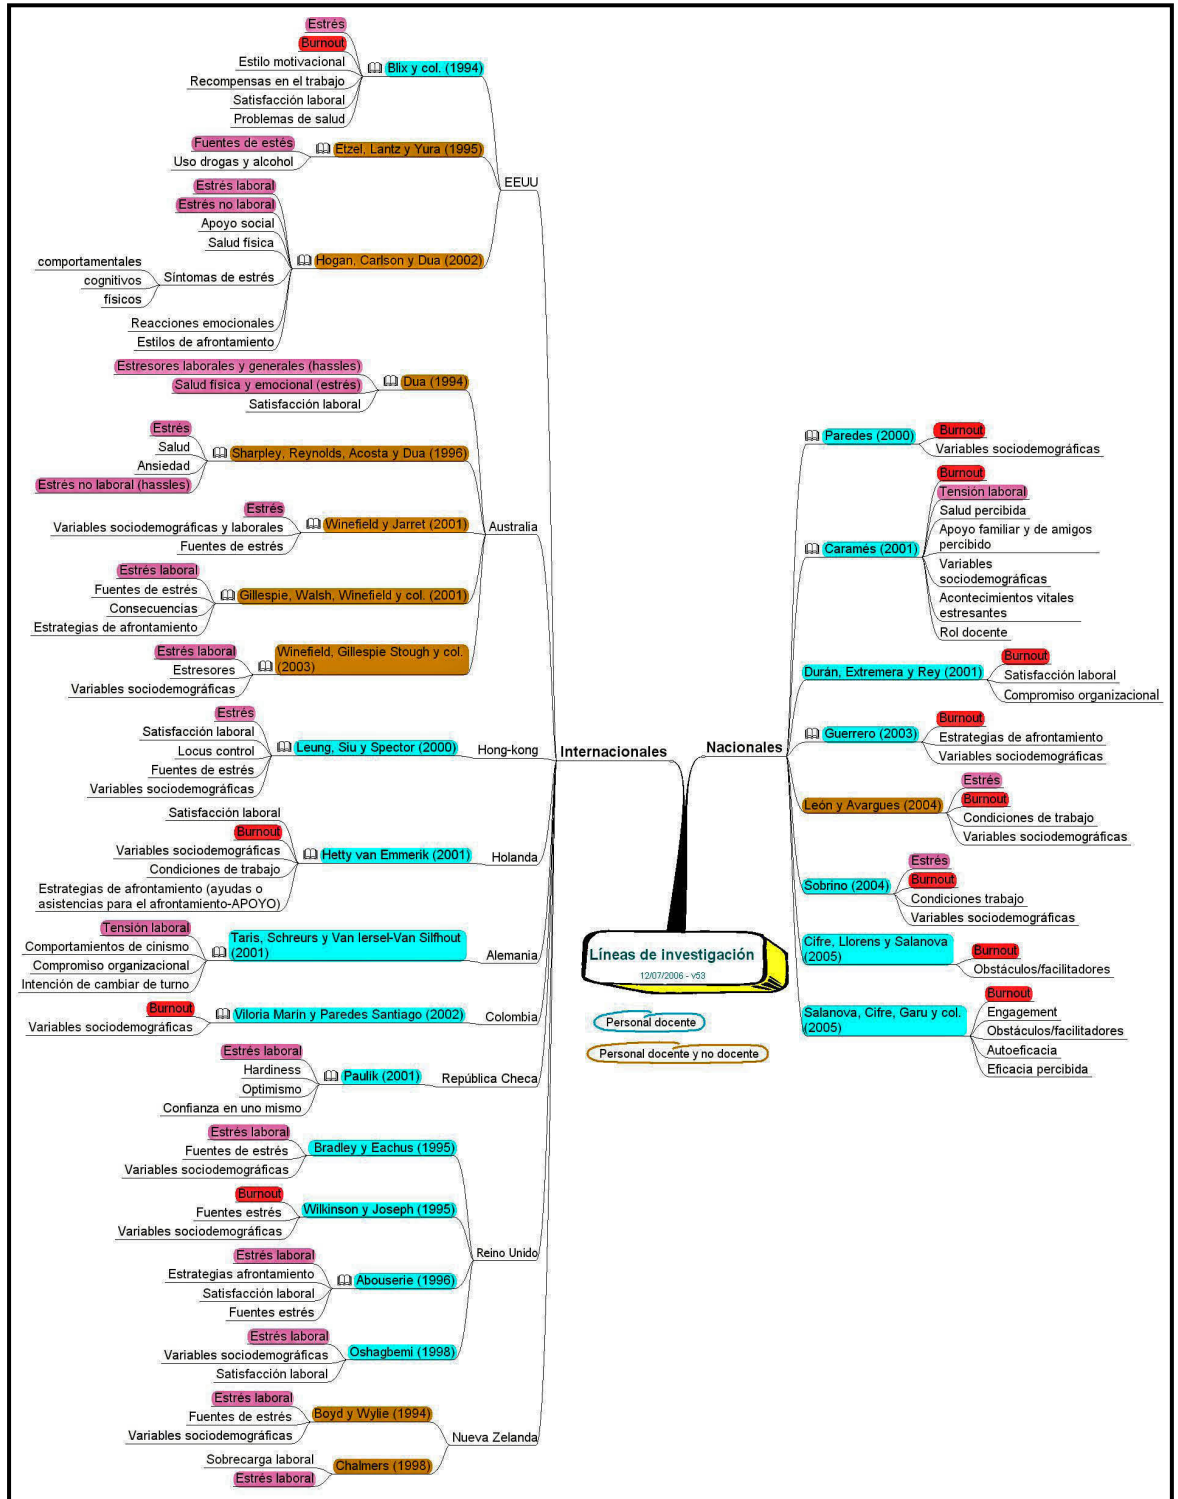 Estrés
Burnout
Estilo motivacional
Recompensas en el trabajo
Satisfacción laboral
Problemas de salud
Blix y col. (1994)
Fuentes de estés
Uso drogas y alcohol
Etzel, Lantz y Yura (1995)
EEUU
Estrés laboral
Estrés no laboral
Apoyo social
Salud física
comportamentales
cognitivos
físicos
Síntomas de estrés
Reacciones emocionales
Estilos de afrontamiento
Hogan, Carlson y Dua (2002)
Estresores laborales y generales (hassles)
Salud física y emocional (estrés)
Satisfacción laboral
Dua (1994)
Estrés
Salud
Ansiedad
Estrés no laboral (hassles)
Sharpley, Reynolds, Acosta y Dua (1996)
Estrés
Variables sociodemográficas y laborales
Fuentes de estrés
Winefield y Jarret (2001)
Australia
Estrés laboral
Fuentes de estrés
Consecuencias
Estrategias de afrontamiento
Gillespie, Walsh, Winefield y col. (2001)
Estrés laboral
Estresores
Variables sociodemográficas
Winefield, Gillespie Stough y col.
(2003)
Estrés
Satisfacción laboral
Locus control
Fuentes de estrés
Variables sociodemográficas
Leung, Siu y Spector (2000)
Hong-kong
Internacionales
Satisfacción laboral
Burnout
Variables sociodemográficas
Condiciones de trabajo
Estrategias de afrontamiento (ayudas o
asistencias para el afrontamiento-APOYO)
Hetty van Emmerik (2001)
Holanda
Tensión laboral
Comportamientos de cinismo
Compromiso organizacional
Intención de cambiar de turno
Taris, Schreurs y Van Iersel-Van Silfhout
(2001)
Alemania
Burnout
Variables sociodemográficas
Viloria Marín y Paredes Santiago (2002)
Colombia
Estrés laboral
Hardiness
Optimismo
Confianza en uno mismo
Paulik (2001)
República Checa
Estrés laboral
Fuentes de estrés
Variables sociodemográficas
Bradley y Eachus (1995)
Burnout
Fuentes estrés
Variables sociodemográficas
Wilkinson y Joseph (1995)
Reino Unido
Estrés laboral
Estrategias afrontamiento
Satisfacción laboral
Fuentes estrés
Abouserie (1996)
Estrés laboral
Variables sociodemográficas
Satisfacción laboral
Oshagbemi (1998)
Estrés laboral
Fuentes de estrés
Variables sociodemográficas
Boyd y Wylie (1994)
Nueva Zelanda
Sobrecarga laboral
Estrés laboral
Chalmers (1998)
Líneas de investigación
12/07/2006 - v53
Personal docente
Personal docente y no docente
Nacionales
Paredes (2000)
Burnout
Variables sociodemográficas
Caramés (2001)
Burnout
Tensión laboral
Salud percibida
Apoyo familiar y de amigos
percibido
Variables
sociodemográficas
Acontecimientos vitales
estresantes
Rol docente
Durán, Extremera y Rey (2001)
Burnout
Satisfacción laboral
Compromiso organizacional
Guerrero (2003)
Burnout
Estrategias de afrontamiento
Variables sociodemográficas
León y Avargues (2004)
Estrés
Burnout
Condiciones de trabajo
Variables sociodemográficas
Sobrino (2004)
Estrés
Burnout
Condiciones trabajo
Variables sociodemográficas
Cifre, Llorens y Salanova
(2005)
Burnout
Obstáculos/facilitadores
Salanova, Cifre, Garu y col.
(2005)
Burnout
Engagement
Obstáculos/facilitadores
Autoeficacia
Eficacia percibida